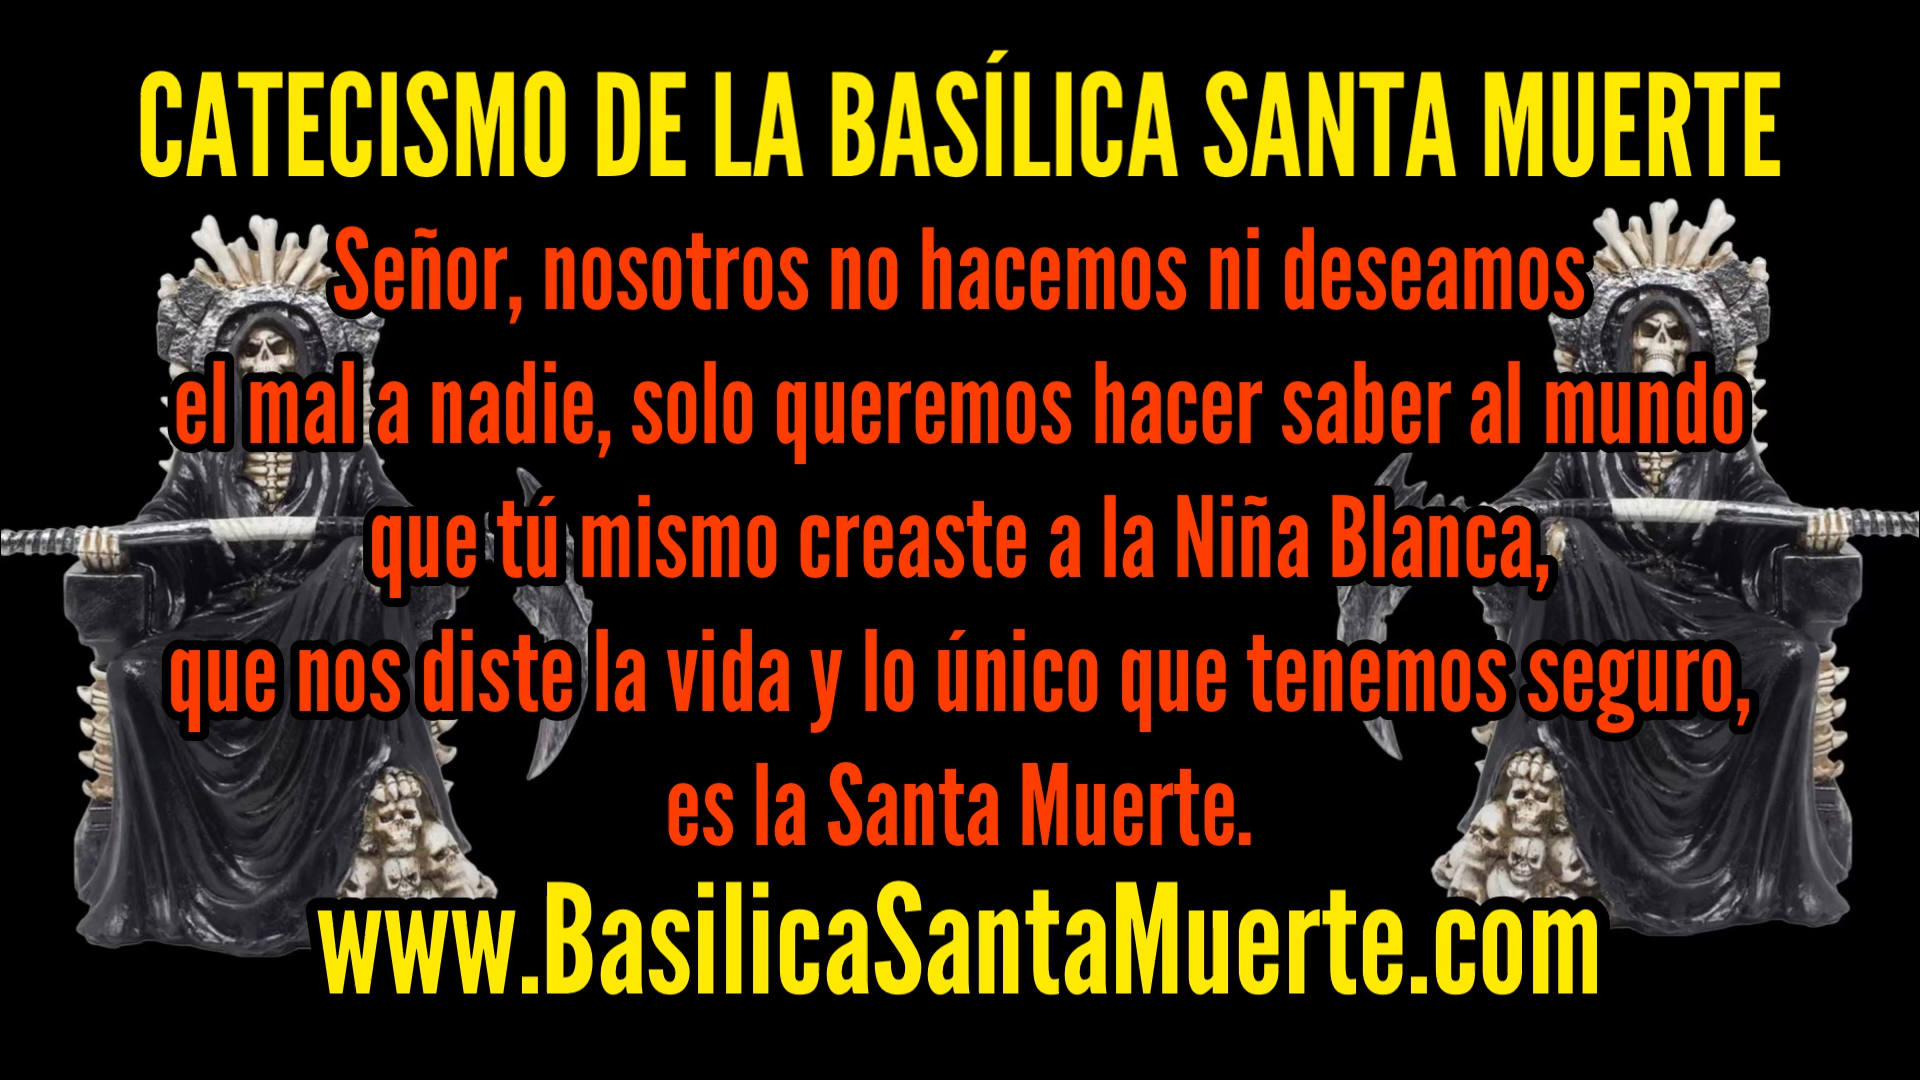 CATECISMO DE LA BASÍLICA SANTA MUERTE
Señor, nosotros no hacemos ni deseamos
el mal a nadie, solo queremos hacer saber al mundo
que tú mismo creaste a la Niña Blanca,
que nos diste la vida y lo único que tenemos seguro,
es la Santa Muerte.
www.BasilicaSantaMuerte.com